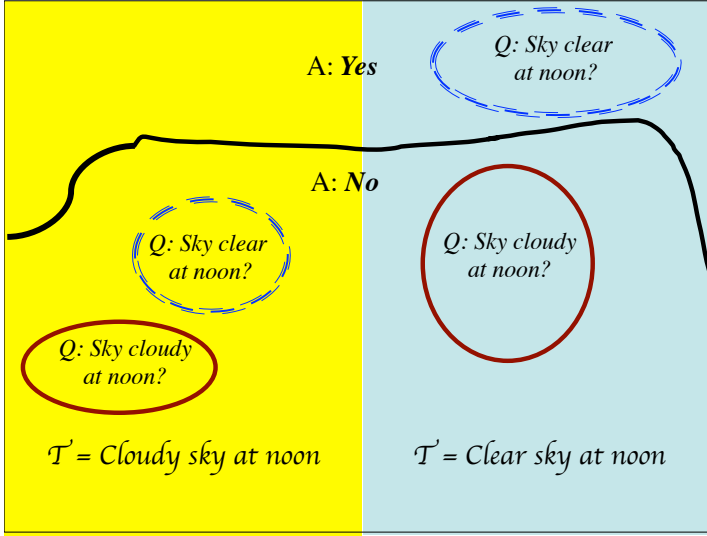 Q: Sky clear
at noon?
A: Yes
A: No
Q: Sky clear
at noon?
Q: Sky cloudy
at noon?
Q: Sky cloudy
at noon?
T = Cloudy sky at noon
T = Clear sky at noon